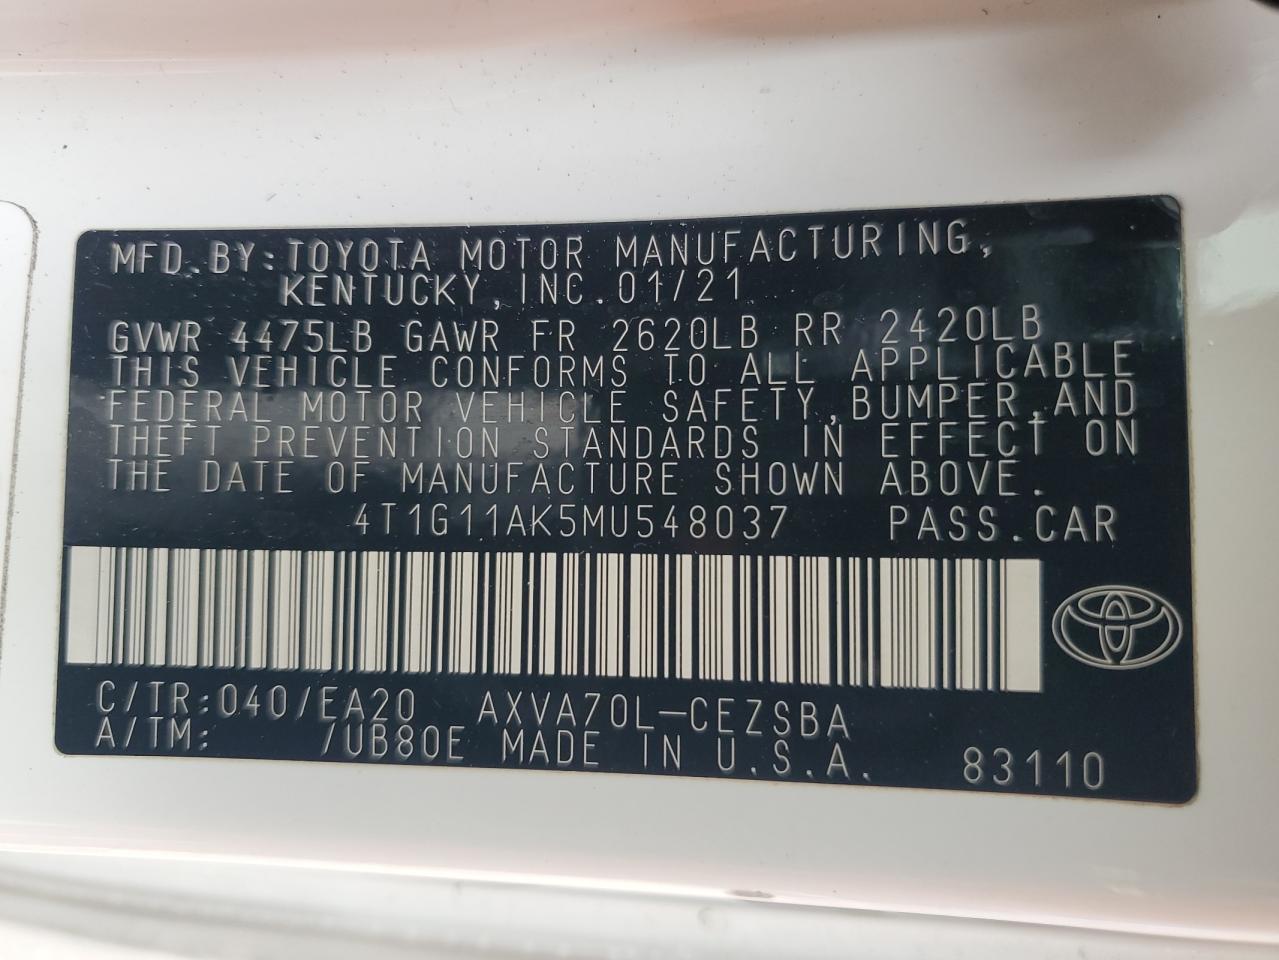 MFD.BY:TOYOTA MOTOR MANUFACTURING,
KENTUCKY, INC. 01/21
GVWR 4475LB GAWR FR 2620LB RR 2420LB
THIS VEHICLE CONFORMS TO ALL APPLICABLE
FEDERAL MOTOR VEHICLE SAFETY,BUMPER,AND
THEFT PREVENTION STANDARDS IN EFFECT ON
THE DATE OF MANUFACTURE SHOWN ABOVE.
4T1G11AK5MU548037 PASS.CAR
C/TR:040/EA20 AXVA70L-CEZSBA
A/TM: /UB80E MADE IN U.S.A. 83110